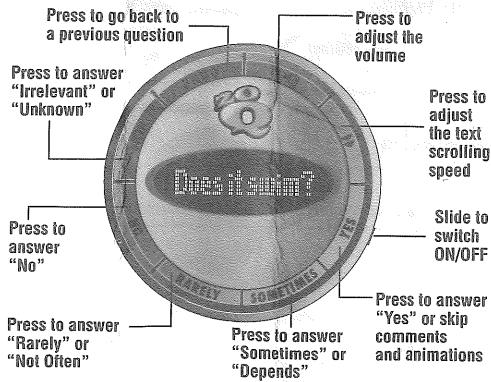 Press to go back to
a previous question
Press to
adjust the
volume
Press to answer
"Irrelevant" or
"Unknown"
Press to
adjust
the text
scrolling
speed
20
Q
Does it swim?
Press to
answer
"No"
NO
YES
RARELY
SOMETIMES
Slide to
switch
ON/OFF
Press to answer
"Rarely" or
"Not Often"
Press to answer
"Sometimes" or
"Depends"
Press to answer
"Yes" or skip
comments
and animations